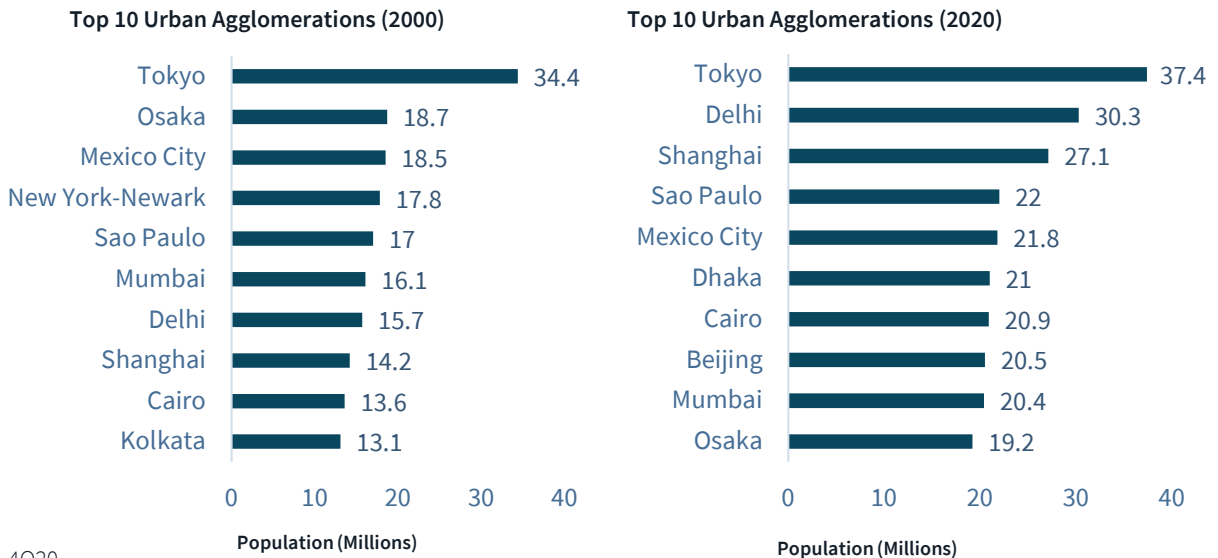 Top 10 Urban Agglomerations (2000)
Tokyo 34.4
Osaka 18.7
Mexico City 18.5
New York-Newark 17.8
Sao Paulo 17
Mumbai 16.1
Delhi 15.7
Shanghai 14.2
Cairo 13.6
Kolkata 13.1
0 10 20 30 40
Population (Millions)
Top 10 Urban Agglomerations (2020)
Tokyo 37.4
Delhi 30.3
Shanghai 27.1
Sao Paulo 22
Mexico City 21.8
Dhaka 21
Cairo 20.9
Beijing 20.5
Mumbai 20.4
Osaka 19.2
0 10 20 30 40
Population (Millions)